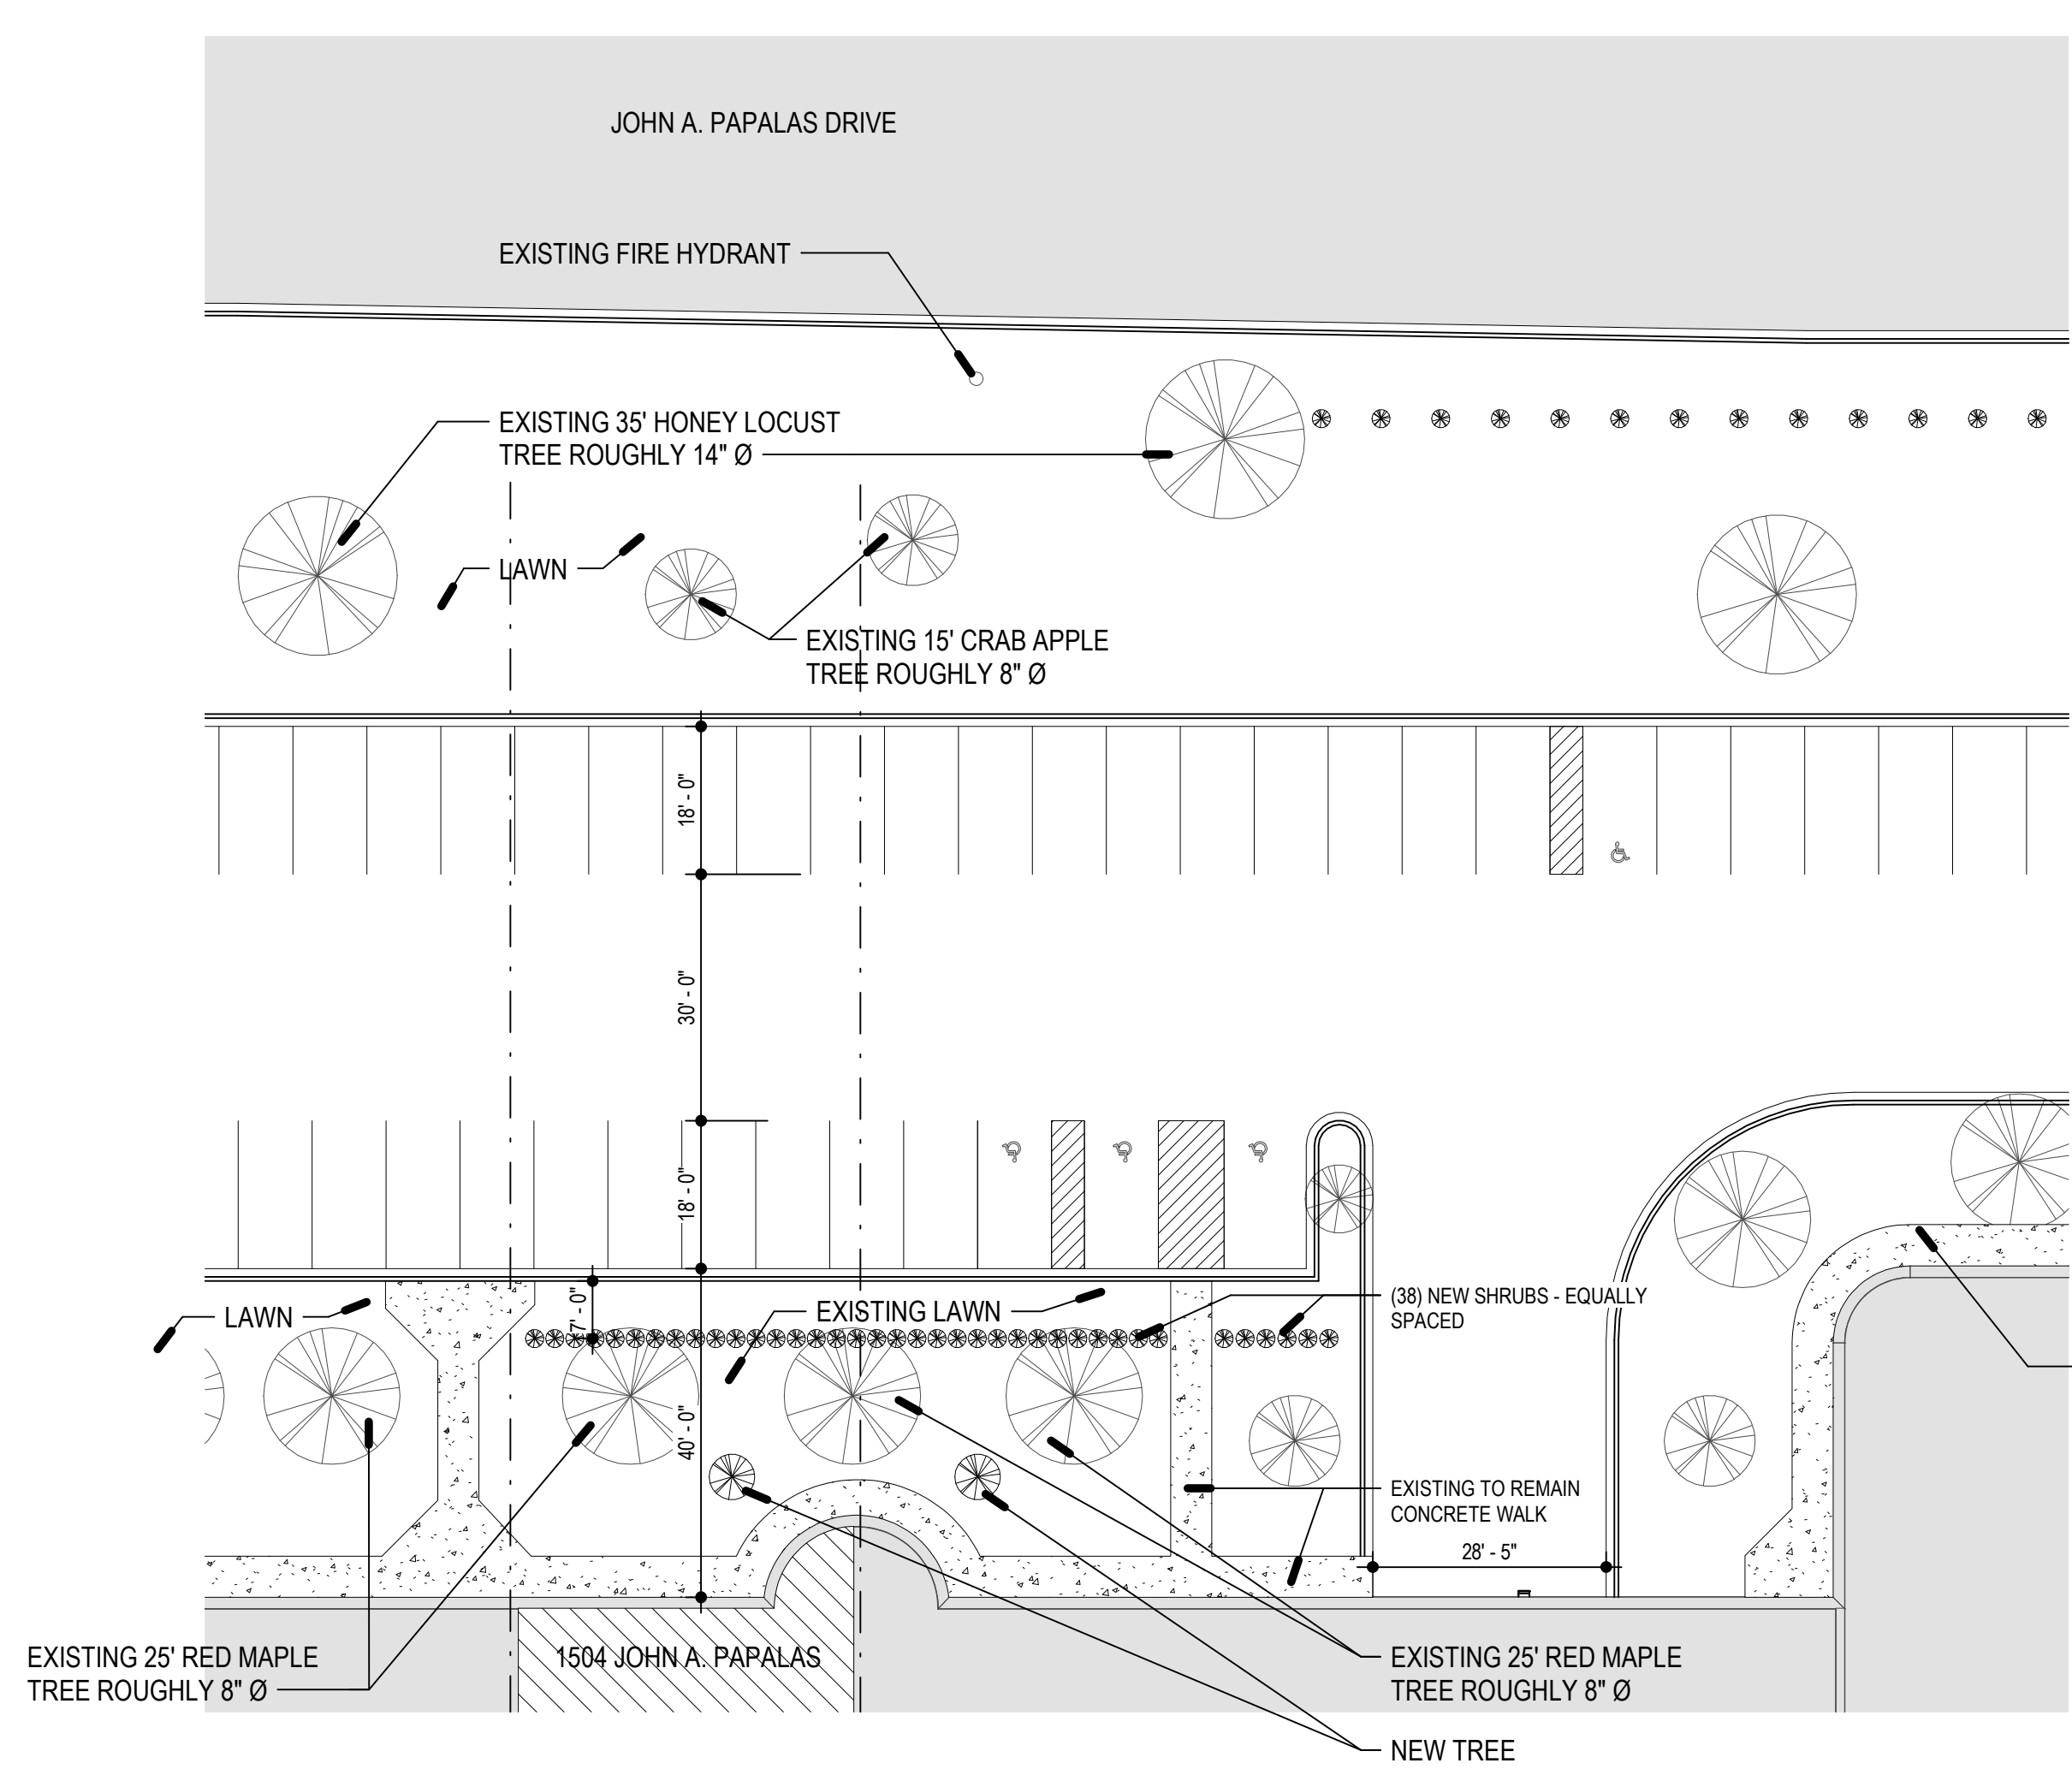 JOHN A. PAPALAS DRIVE
EXISTING FIRE HYDRANT
EXISTING 35' HONEY LOCUST
TREE ROUGHLY 14" Ø
LAWN
EXISTING 15' CRAB APPLE
TREE ROUGHLY 8" Ø
18' - 0"
30' - 0"
18' - 0"
7' - 0"
(38) NEW SHRUBS - EQUALLY
SPACED
LAWN
EXISTING LAWN
40' - 0"
EXISTING TO REMAIN
CONCRETE WALK
28' - 5"
EXISTING 25' RED MAPLE
TREE ROUGHLY 8" Ø
1504 JOHN A. PAPALAS
EXISTING 25' RED MAPLE
TREE ROUGHLY 8" Ø
NEW TREE